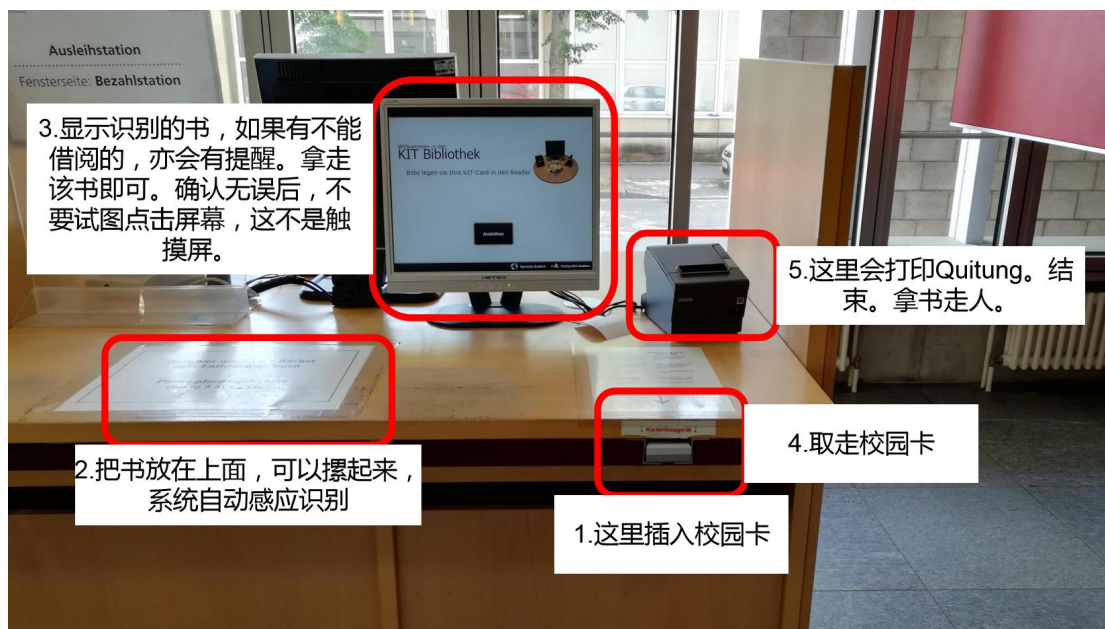 Ausleihstation
Fensterseite: Bezahlstation
3.显示识别的书，如果有不能
借阅的，亦会有提醒。拿走
该书即可。确认无误后，不
要试图点击屏幕，这不是触
摸屏。
Willkommen in der
KIT Bibliothek
Bitte legen sie Ihre KIT-Card in den Reader
Ausleihen
EPSON
5.这里会打印Quitung。结
束。拿书走人。
Kartenlesegerät
4.取走校园卡
2.把书放在上面，可以摞起来，
系统自动感应识别
1.这里插入校园卡